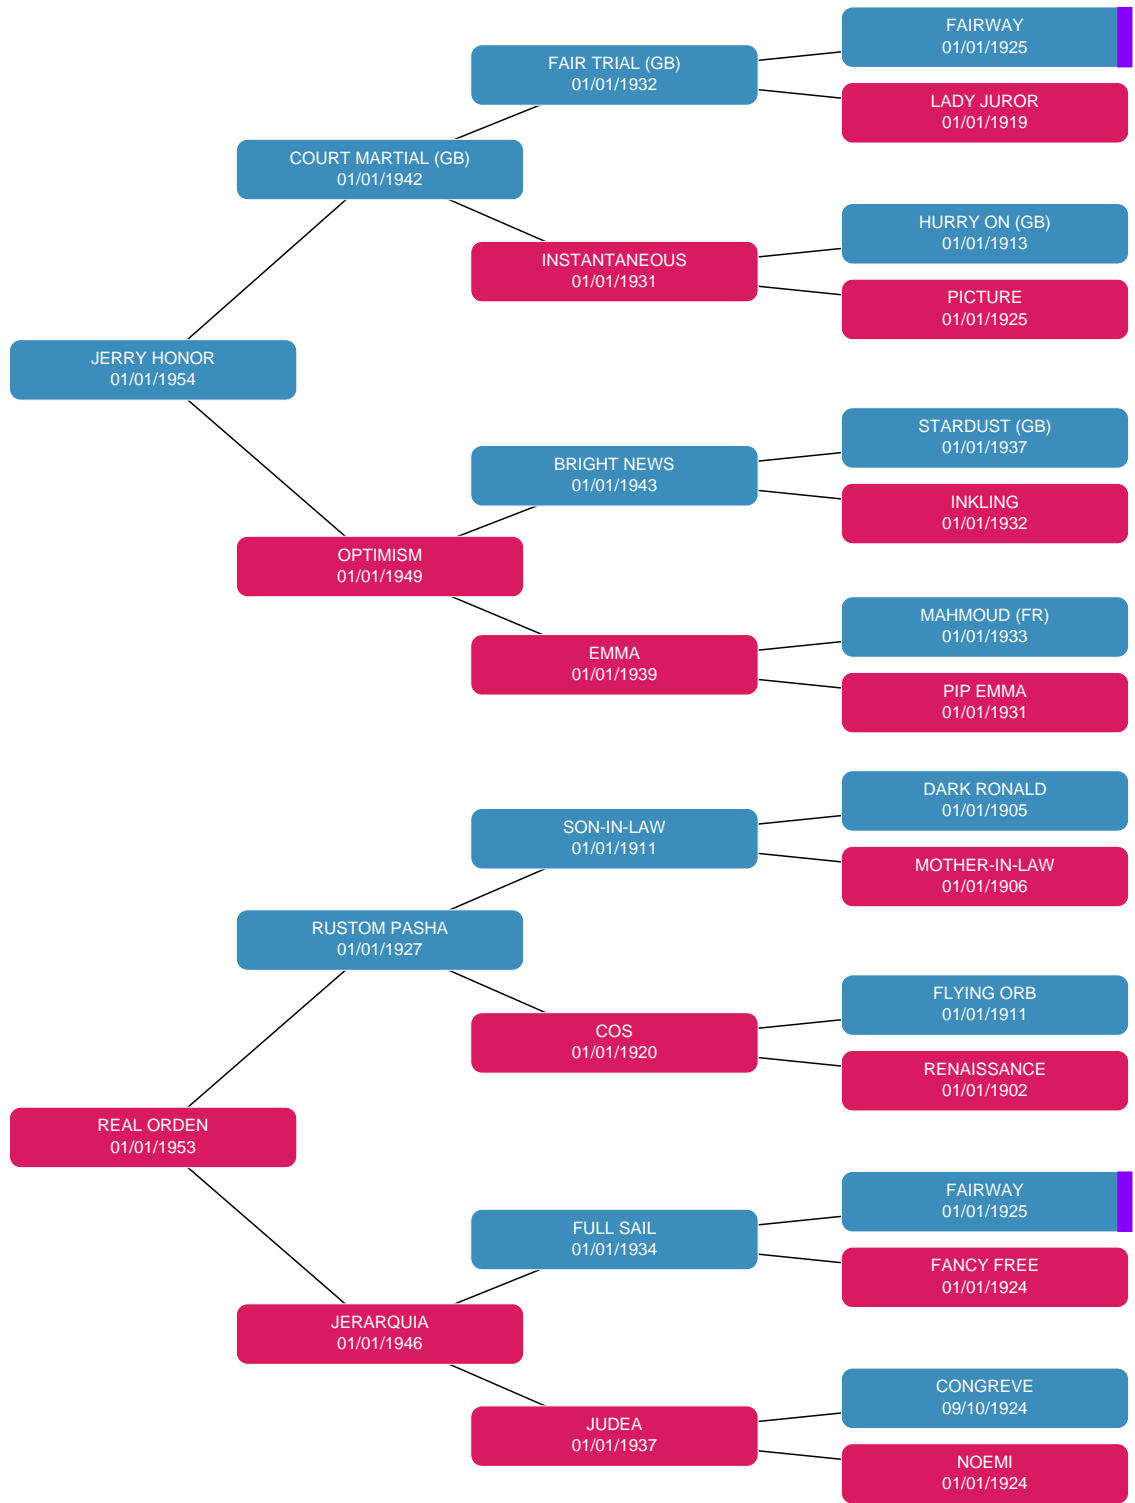 FAIRWAY
01/01/1925
FAIR TRIAL (GB)
01/01/1932
LADY JUROR
01/01/1919
COURT MARTIAL (GB)
01/01/1942
HURRY ON (GB)
01/01/1913
INSTANTANEOUS
01/01/1931
PICTURE
01/01/1925
JERRY HONOR
01/01/1954
STARDUST (GB)
01/01/1937
BRIGHT NEWS
01/01/1943
INKLING
01/01/1932
OPTIMISM
01/01/1949
MAHMOUD (FR)
01/01/1933
EMMA
01/01/1939
PIP EMMA
01/01/1931
DARK RONALD
01/01/1905
SON-IN-LAW
01/01/1911
MOTHER-IN-LAW
01/01/1906
RUSTOM PASHA
01/01/1927
FLYING ORB
01/01/1911
COS
01/01/1920
RENAISSANCE
01/01/1902
REAL ORDEN
01/01/1953
FAIRWAY
01/01/1925
FULL SAIL
01/01/1934
FANCY FREE
01/01/1924
JERARQUIA
01/01/1946
CONGREVE
09/10/1924
JUDEA
01/01/1937
NOEMI
01/01/1924